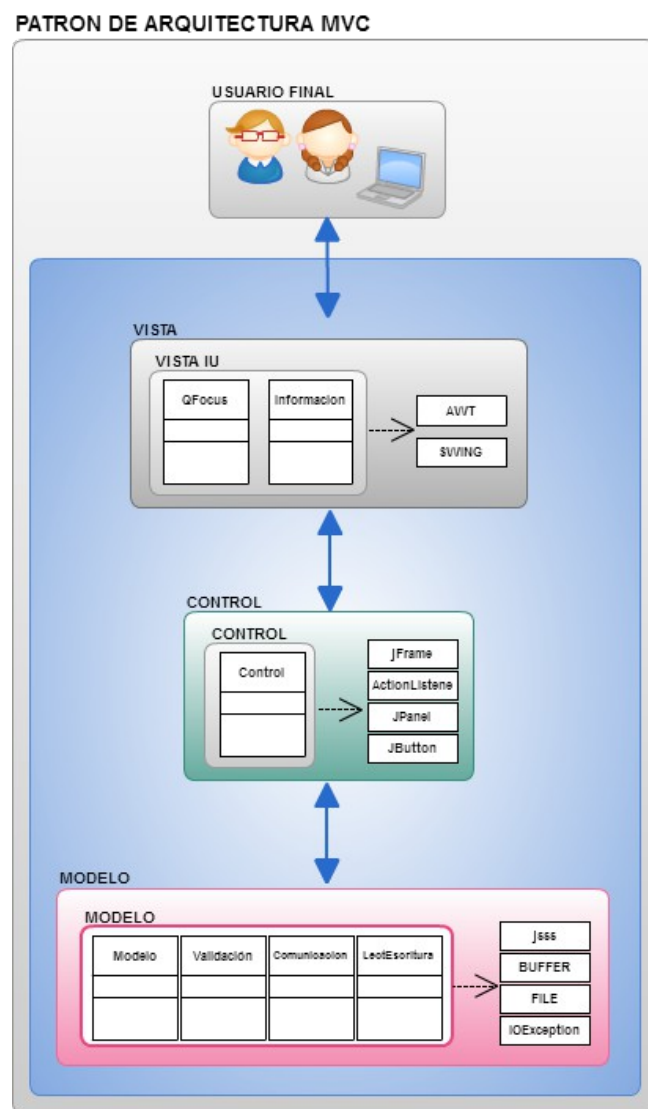 PATRON DE ARQUITECTURA MVC
USUARIO FINAL
VISTA
VISTA IU
QFocus
Informacion
AWT
SWING
CONTROL
CONTROL
Control
JFrame
ActionListene
JPanel
JButton
MODELO
MODELO
Modelo
Validación
Comunicacion
LectEscritura
Jsss
BUFFER
FILE
IOException